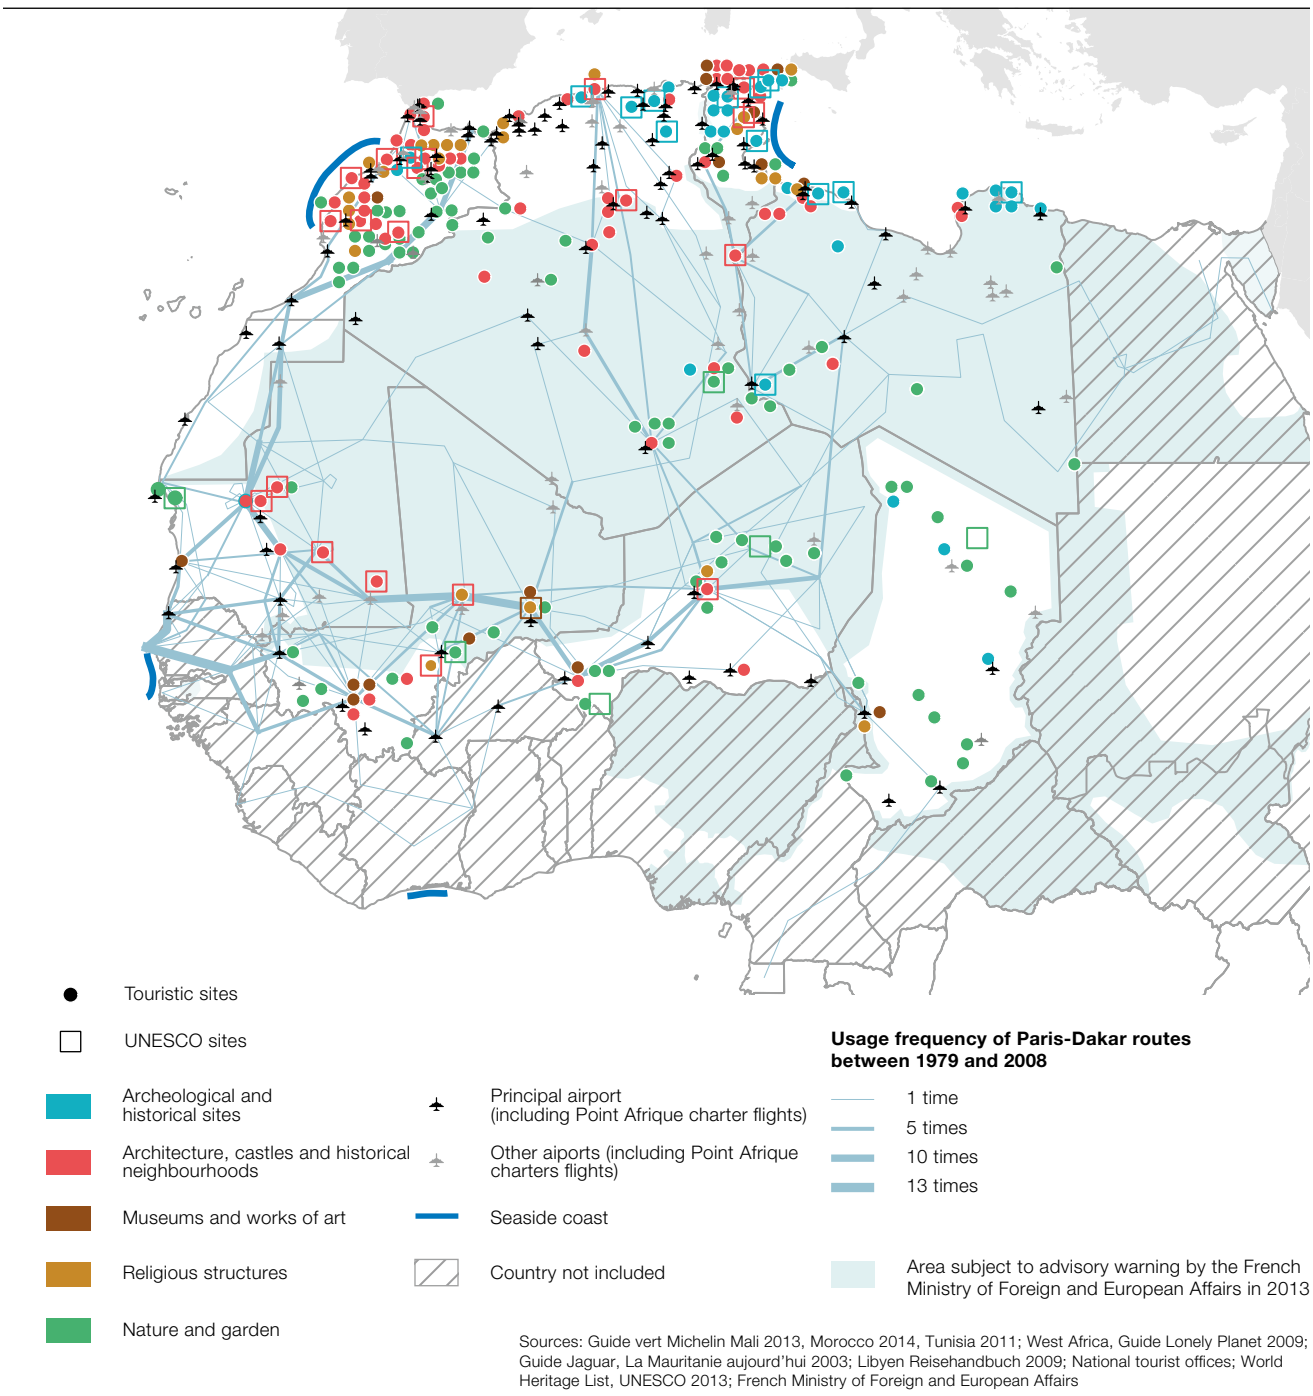 Touristic sites
UNESCO sites
Archeological and
historical sites
Architecture, castles and historical
neighbourhoods
Museums and works of art
Religious structures
Nature and garden
Principal airport
(including Point Afrique charter flights)
Other aiports (including Point Afrique
charters flights)
Seaside coast
Country not included
Usage frequency of Paris-Dakar routes
between 1979 and 2008
1 time
5 times
10 times
13 times
Area subject to advisory warning by the French
Ministry of Foreign and European Affairs in 2013
Sources: Guide vert Michelin Mali 2013, Morocco 2014, Tunisia 2011; West Africa, Guide Lonely Planet 2009;
Guide Jaguar, La Mauritanie aujourd'hui 2003; Libyen Reisehandbuch 2009; National tourist offices; World
Heritage List, UNESCO 2013; French Ministry of Foreign and European Affairs